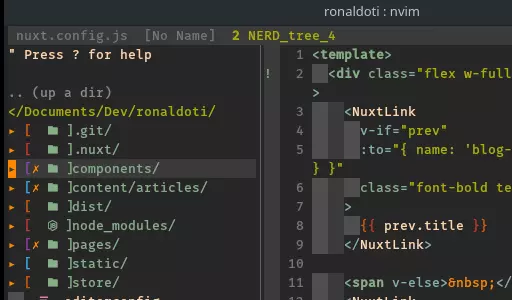 ronaldoti : nvim
nuxt.config.js [No Name] 2 NERD_tree_4
" Press ? for help
.. (up a dir)
</Documents/Dev/ronaldoti/
▸ [ ].git/
▸ [ ].nuxt/
▸ [✗ ]components/
▸ [✗ ]content/articles/
▸ [ ]dist/
▸ [ ]node_modules/
▸ [✗ ]pages/
▸ [ ]static/
▸ [ ]store/
1 <template>
! 2 <div class="flex w-full
>
3 <NuxtLink
4 v-if="prev"
5 :to="{ name: 'blog-
} }"
6 class="font-bold te
7 >
8 {{ prev.title }}
9 </NuxtLink>
10
11 <span v-else>&nbsp;</
12 <NuxtLink